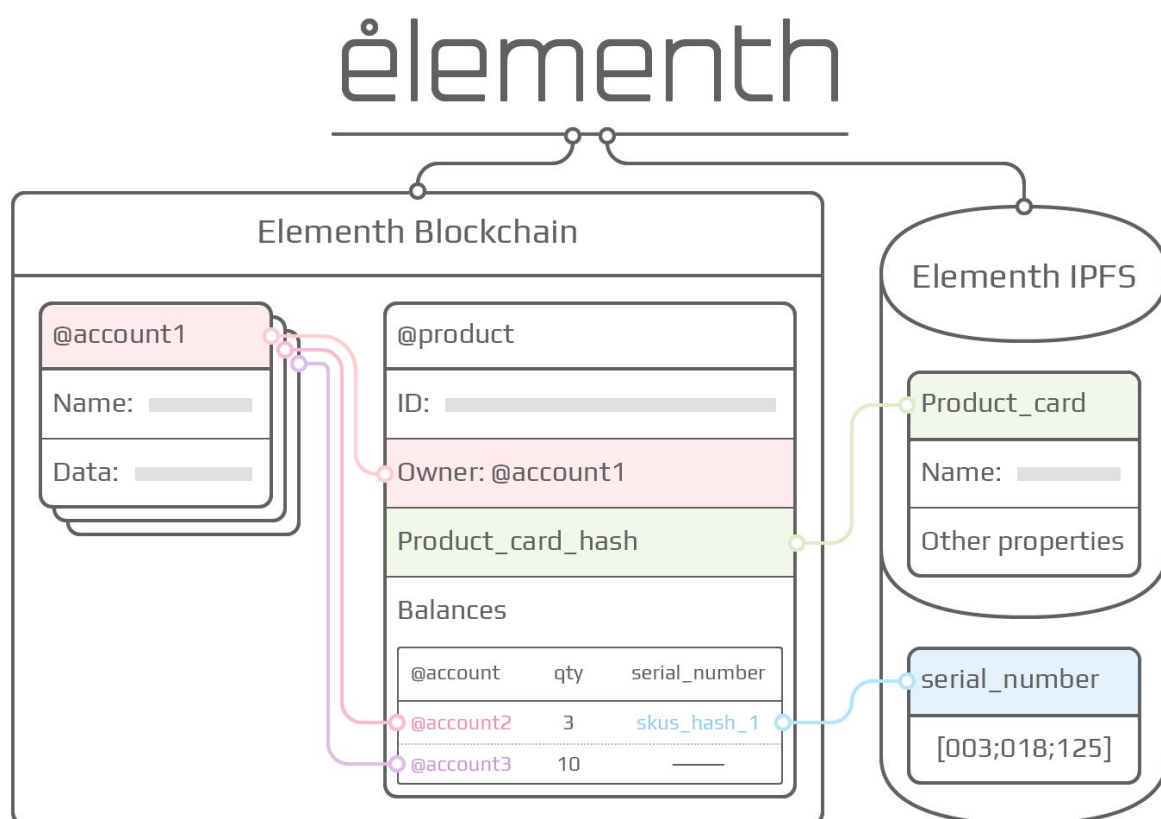 elementh
Elementh Blockchain
Elementh IPFS
@account1
Name:
Data:
@product
ID:
Owner: @account1
Product_card_hash
Balances
@account qty serial_number
@account2 3 skus_hash_1
@account3 10
Product_card
Name:
Other properties
serial_number
[003;018;125]